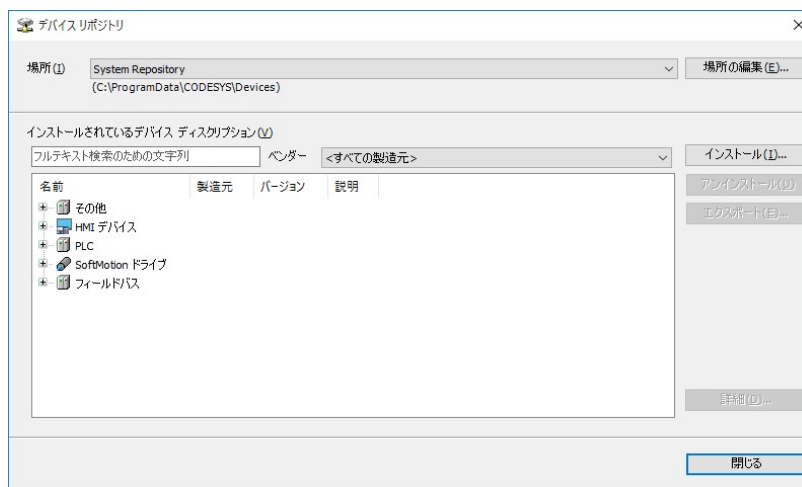 デバイス リポジトリ
場所(I) System Repository 場所の編集(E)...
(C:\ProgramData\CODESYS\Devices)
インストールされているデバイス ディスクリプション(V)
フルテキスト検索のための文字列 ベンダー <すべての製造元> インストール(I)...
名前 製造元 バージョン 説明 アンインストール(U)
その他
エクスポート(E)...
HMI デバイス
PLC
SoftMotion ドライブ
フィールドバス
詳細(D)...
閉じる